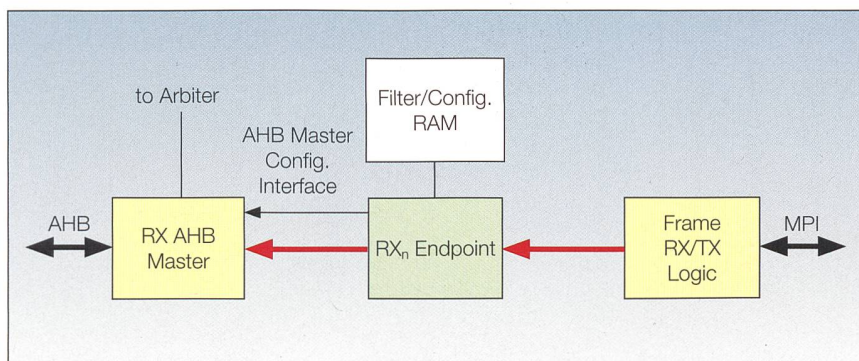 to Arbiter
Filter/Config.
RAM
AHB Master
Config.
Interface
AHB
RX AHB
Master
RXₙ Endpoint
Frame
RX/TX
Logic
MPI